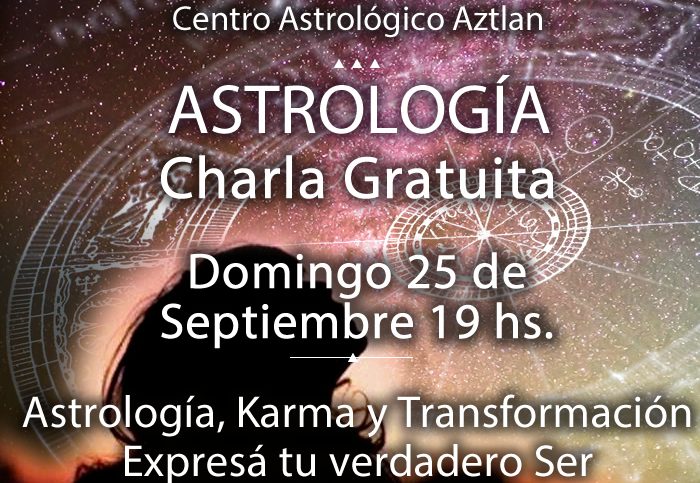 Centro Astrológico Aztlan
ASTROLOGÍA
Charla Gratuita
Domingo 25 de
Septiembre 19 hs.
Astrología, Karma y Transformación
Expresá tu verdadero Ser